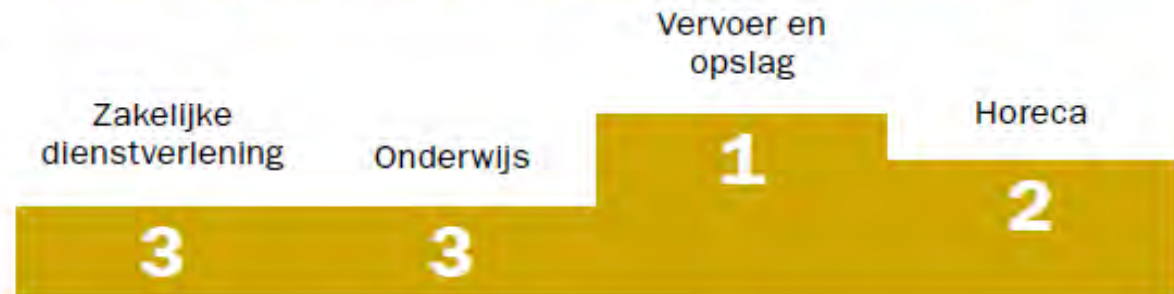 Vervoer en
opslag
Zakelijke
dienstverlening
Onderwijs
Horeca
1
2
3
3